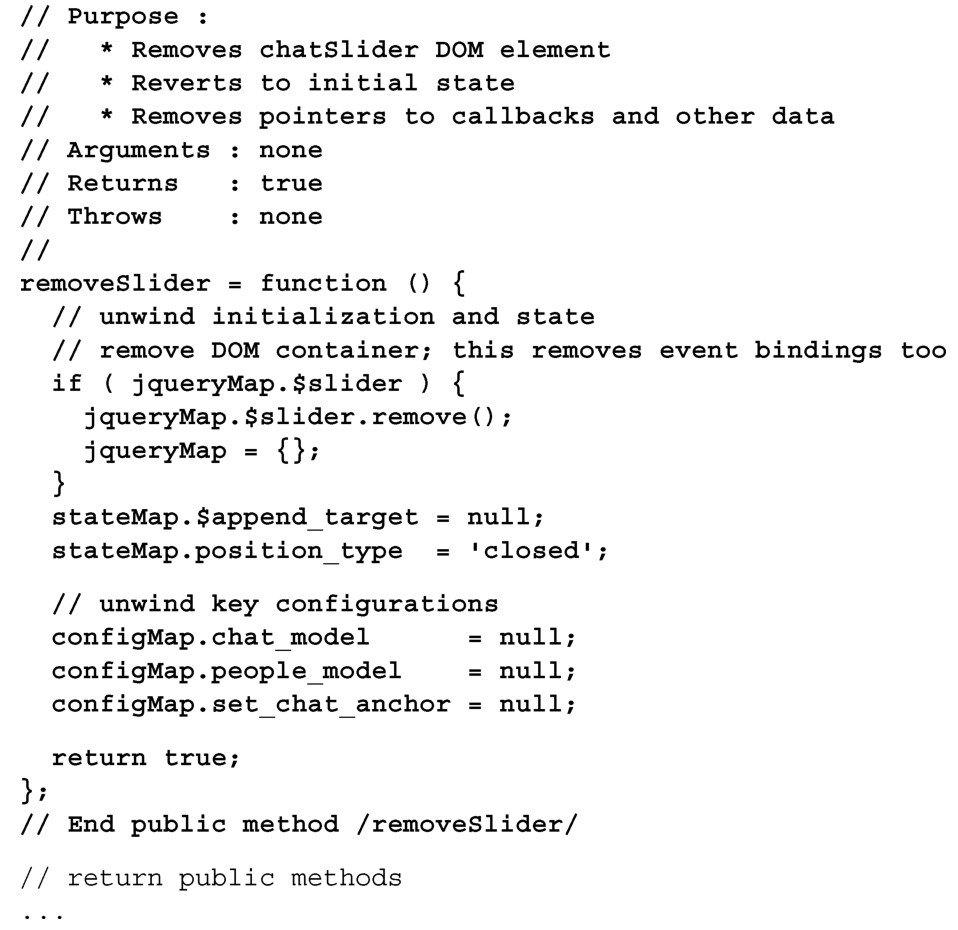 // Purpose :
//   * Removes chatSlider DOM element
//   * Reverts to initial state
//   * Removes pointers to callbacks and other data
// Arguments : none
// Returns   : true
// Throws    : none
//
removeSlider = function () {
  // unwind initialization and state
  // remove DOM container; this removes event bindings too
  if ( jqueryMap.$slider ) {
    jqueryMap.$slider.remove();
    jqueryMap = {};
  }
  stateMap.$append_target = null;
  stateMap.position_type  = 'closed';

  // unwind key configurations
  configMap.chat_model      = null;
  configMap.people_model    = null;
  configMap.set_chat_anchor = null;

  return true;
};
// End public method /removeSlider/

// return public methods
...